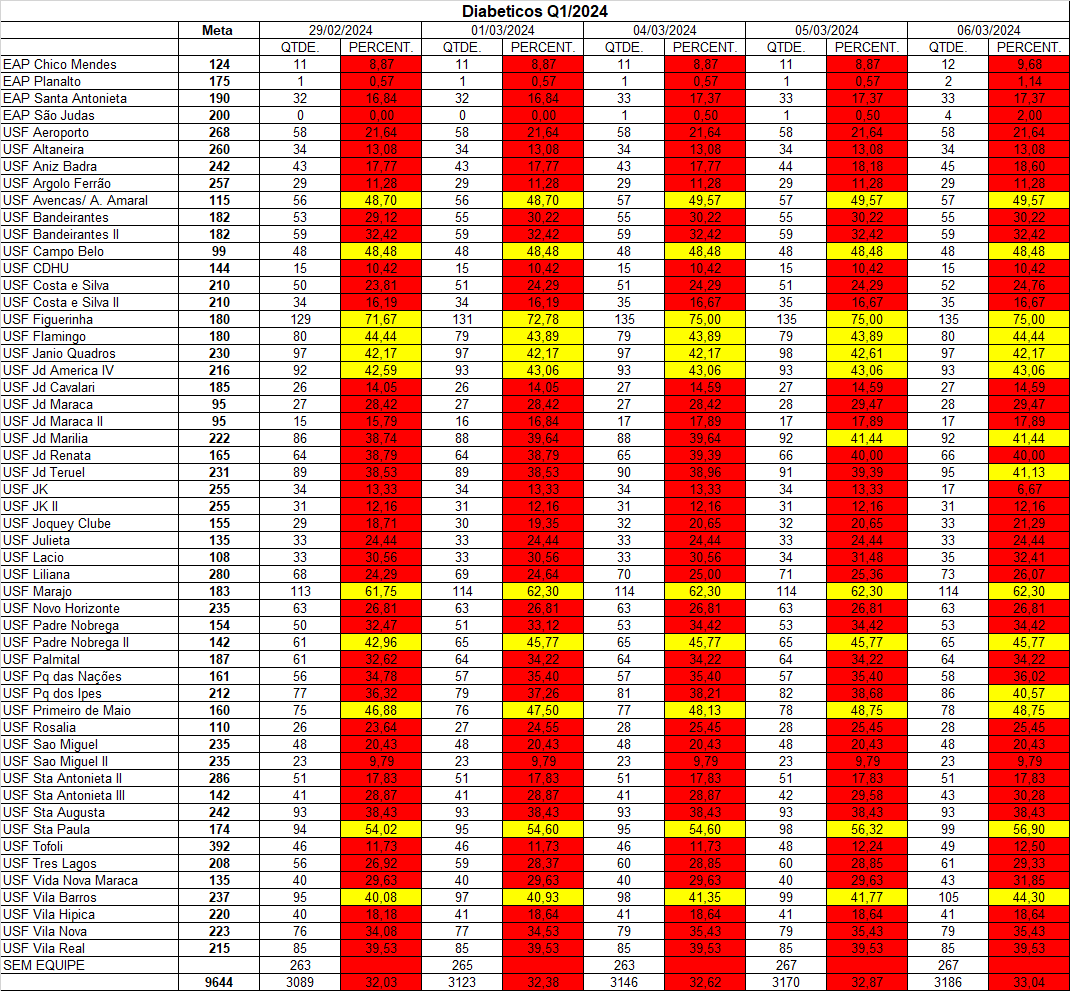 Diabeticos Q1/2024
Meta 29/02/2024 01/03/2024 04/03/2024 05/03/2024 06/03/2024
QTDE. PERCENT. QTDE. PERCENT. QTDE. PERCENT. QTDE. PERCENT. QTDE. PERCENT.
EAP Chico Mendes 124 11 8,87 11 8,87 11 8,87 11 8,87 12 9,68
EAP Planalto 175 1 0,57 1 0,57 1 0,57 1 0,57 2 1,14
EAP Santa Antonieta 190 32 16,84 32 16,84 33 17,37 33 17,37 33 17,37
EAP São Judas 200 0 0,00 0 0,00 1 0,50 1 0,50 4 2,00
USF Aeroporto 268 58 21,64 58 21,64 58 21,64 58 21,64 58 21,64
USF Altaneira 260 34 13,08 34 13,08 34 13,08 34 13,08 34 13,08
USF Aniz Badra 242 43 17,77 43 17,77 43 17,77 44 18,18 45 18,60
USF Argolo Ferrão 257 29 11,28 29 11,28 29 11,28 29 11,28 29 11,28
USF Avencas/ A. Amaral 115 56 48,70 56 48,70 57 49,57 57 49,57 57 49,57
USF Bandeirantes 182 53 29,12 55 30,22 55 30,22 55 30,22 55 30,22
USF Bandeirantes II 182 59 32,42 59 32,42 59 32,42 59 32,42 59 32,42
USF Campo Belo 99 48 48,48 48 48,48 48 48,48 48 48,48 48 48,48
USF CDHU 144 15 10,42 15 10,42 15 10,42 15 10,42 15 10,42
USF Costa e Silva 210 50 23,81 51 24,29 51 24,29 51 24,29 52 24,76
USF Costa e Silva II 210 34 16,19 34 16,19 35 16,67 35 16,67 35 16,67
USF Figuerinha 180 129 71,67 131 72,78 135 75,00 135 75,00 135 75,00
USF Flamingo 180 80 44,44 79 43,89 79 43,89 79 43,89 80 44,44
USF Janio Quadros 230 97 42,17 97 42,17 97 42,17 98 42,61 97 42,17
USF Jd America IV 216 92 42,59 93 43,06 93 43,06 93 43,06 93 43,06
USF Jd Cavalari 185 26 14,05 26 14,05 27 14,59 27 14,59 27 14,59
USF Jd Maraca 95 27 28,42 27 28,42 27 28,42 28 29,47 28 29,47
USF Jd Maraca II 95 15 15,79 16 16,84 17 17,89 17 17,89 17 17,89
USF Jd Marilia 222 86 38,74 88 39,64 88 39,64 92 41,44 92 41,44
USF Jd Renata 165 64 38,79 64 38,79 65 39,39 66 40,00 66 40,00
USF Jd Teruel 231 89 38,53 89 38,53 90 38,96 91 39,39 95 41,13
USF JK 255 34 13,33 34 13,33 34 13,33 34 13,33 17 6,67
USF JK II 255 31 12,16 31 12,16 31 12,16 31 12,16 31 12,16
USF Joquey Clube 155 29 18,71 30 19,35 32 20,65 32 20,65 33 21,29
USF Julieta 135 33 24,44 33 24,44 33 24,44 33 24,44 33 24,44
USF Lacio 108 33 30,56 33 30,56 33 30,56 34 31,48 35 32,41
USF Liliana 280 68 24,29 69 24,64 70 25,00 71 25,36 73 26,07
USF Marajo 183 113 61,75 114 62,30 114 62,30 114 62,30 114 62,30
USF Novo Horizonte 235 63 26,81 63 26,81 63 26,81 63 26,81 63 26,81
USF Padre Nobrega 154 50 32,47 51 33,12 53 34,42 53 34,42 53 34,42
USF Padre Nobrega II 142 61 42,96 65 45,77 65 45,77 65 45,77 65 45,77
USF Palmital 187 61 32,62 64 34,22 64 34,22 64 34,22 64 34,22
USF Pq das Nações 161 56 34,78 57 35,40 57 35,40 57 35,40 58 36,02
USF Pq dos Ipes 212 77 36,32 79 37,26 81 38,21 82 38,68 86 40,57
USF Primeiro de Maio 160 75 46,88 76 47,50 77 48,13 78 48,75 78 48,75
USF Rosalia 110 26 23,64 27 24,55 28 25,45 28 25,45 28 25,45
USF Sao Miguel 235 48 20,43 48 20,43 48 20,43 48 20,43 48 20,43
USF Sao Miguel II 235 23 9,79 23 9,79 23 9,79 23 9,79 23 9,79
USF Sta Antonieta II 286 51 17,83 51 17,83 51 17,83 51 17,83 51 17,83
USF Sta Antonieta III 142 41 28,87 41 28,87 41 28,87 42 29,58 43 30,28
USF Sta Augusta 242 93 38,43 93 38,43 93 38,43 93 38,43 93 38,43
USF Sta Paula 174 94 54,02 95 54,60 95 54,60 98 56,32 99 56,90
USF Tofoli 392 46 11,73 46 11,73 46 11,73 48 12,24 49 12,50
USF Tres Lagos 208 56 26,92 59 28,37 60 28,85 60 28,85 61 29,33
USF Vida Nova Maraca 135 40 29,63 40 29,63 40 29,63 40 29,63 43 31,85
USF Vila Barros 237 95 40,08 97 40,93 98 41,35 99 41,77 105 44,30
USF Vila Hipica 220 40 18,18 41 18,64 41 18,64 41 18,64 41 18,64
USF Vila Nova 223 76 34,08 77 34,53 79 35,43 79 35,43 79 35,43
USF Vila Real 215 85 39,53 85 39,53 85 39,53 85 39,53 85 39,53
SEM EQUIPE 263 265 263 267 267
9644 3089 32,03 3123 32,38 3146 32,62 3170 32,87 3186 33,04